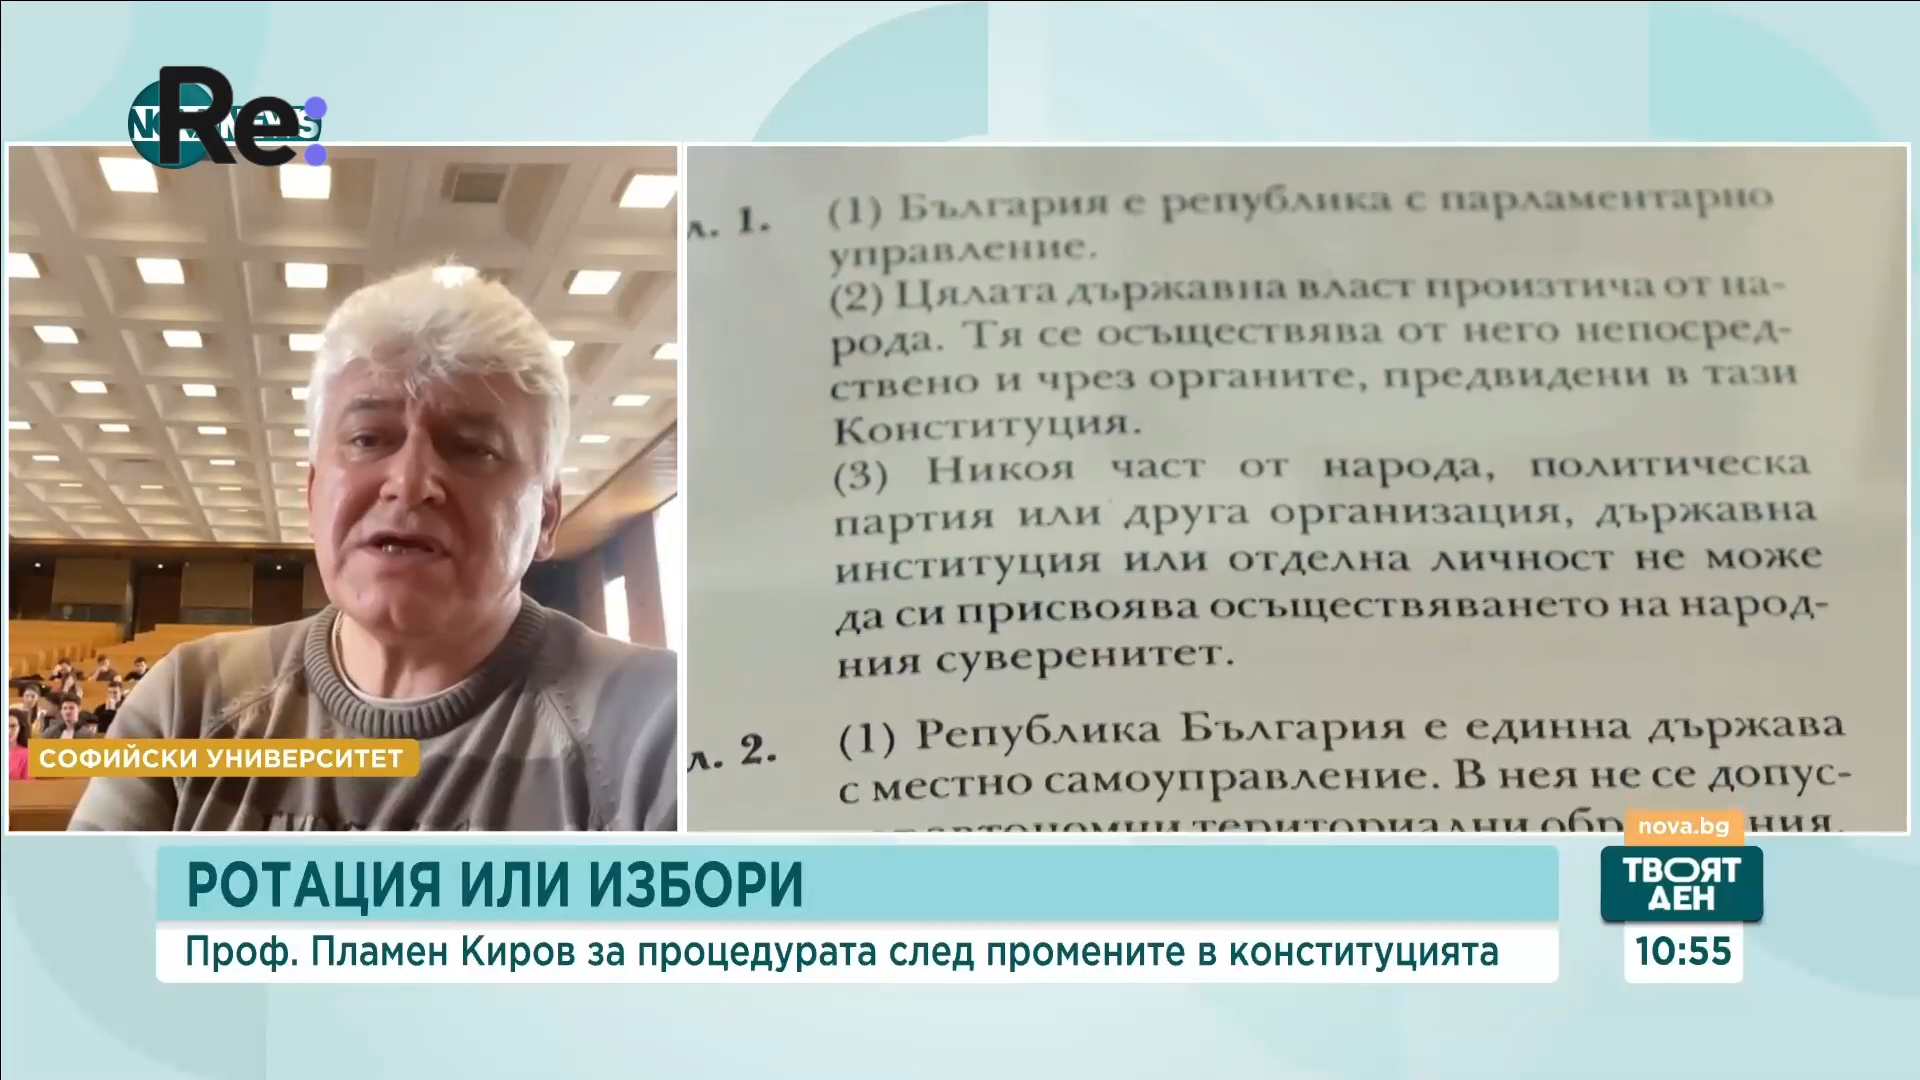 Re:
NOVA NEWS
л. 1. (1) България е република с парламентарно
управление.
(2) Цялата държавна власт произтича от на-
рода. Тя се осъществява от него непосред-
ствено и чрез органите, предвидени в тази
Конституция.
(3) Никоя част от народа, политическа
партия или друга организация, държавна
институция или отделна личност не може
да си присвоява осъществяването на народ-
ния суверенитет.
л. 2. (1) Република България е единна държава
с местно самоуправление. В нея не се допус-
автономни териториални
СОФИЙСКИ УНИВЕРСИТЕТ
nova.bg
РОТАЦИЯ ИЛИ ИЗБОРИ
Проф. Пламен Киров за процедурата след промените в конституцията
ТВОЯТ
ДЕН
10:55